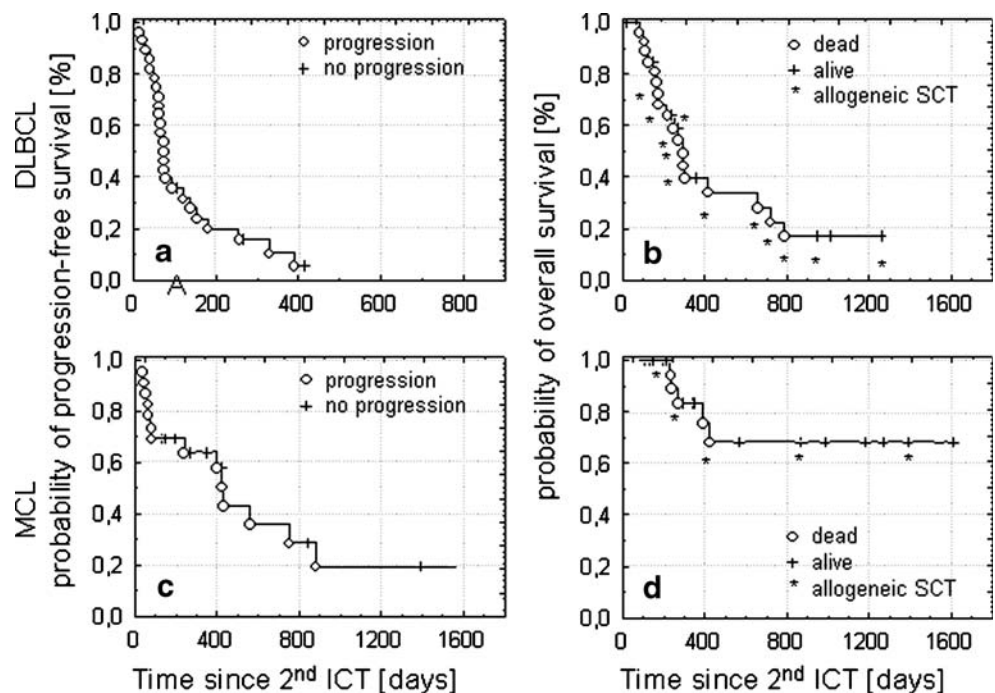 DLBCL
MCL
probability of progression-free survival [%]
1,0
0,8
0,6
0,4
0,2
0,0
progression
no progression
a
0 200 400 600 800
probability of overall survival [%]
1,0
0,8
0,6
0,4
0,2
0,0
dead
alive
* allogeneic SCT
b
0 400 800 1200 1600
1,0
0,8
0,6
0,4
0,2
0,0
progression
no progression
c
0 400 800 1200 1600
Time since 2nd ICT [days]
1,0
0,8
0,6
0,4
0,2
0,0
dead
alive
* allogeneic SCT
d
0 400 800 1200 1600
Time since 2nd ICT [days]